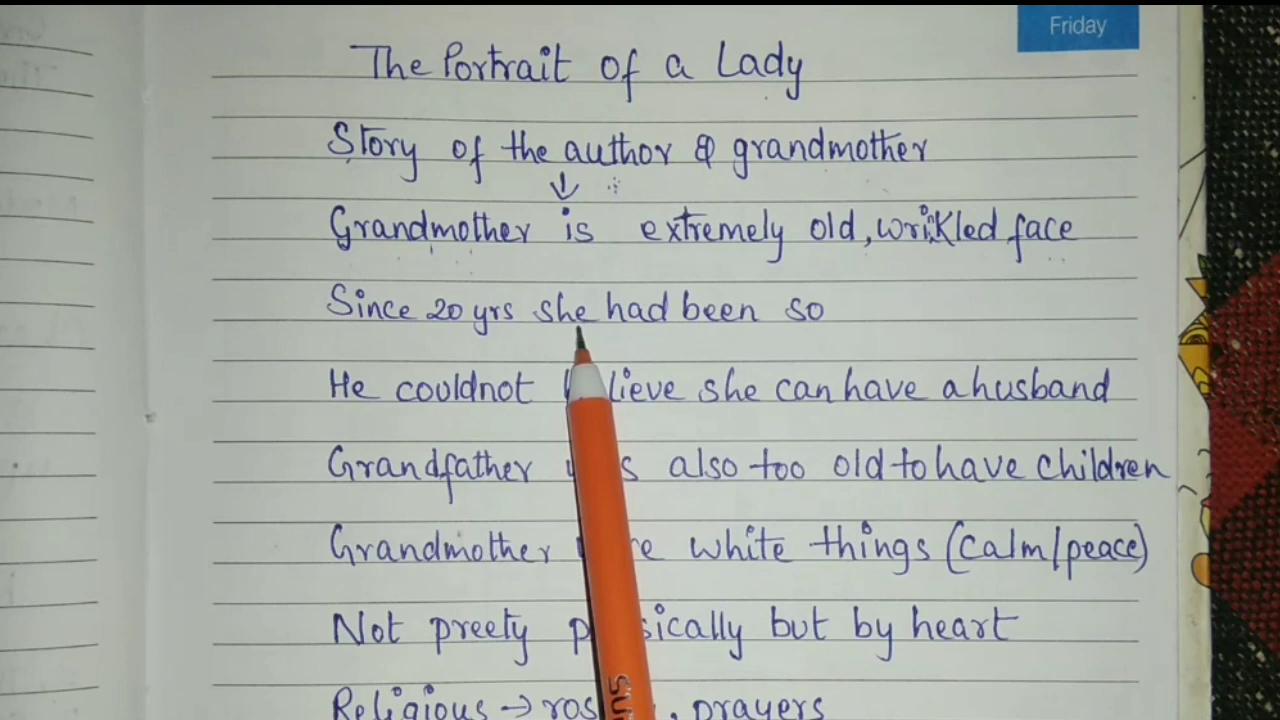 Friday
The Portrait of a Lady
Story of the author & grandmother
↓
Grandmother is extremely old, wrikled face
Since 20 yrs she had been so
He couldnot lieve she can have a husband
Grandfather s also too old to have children
Grandmother re white things (calm/peace)
Not preety p sically but by heart
Religious → ros , prayers